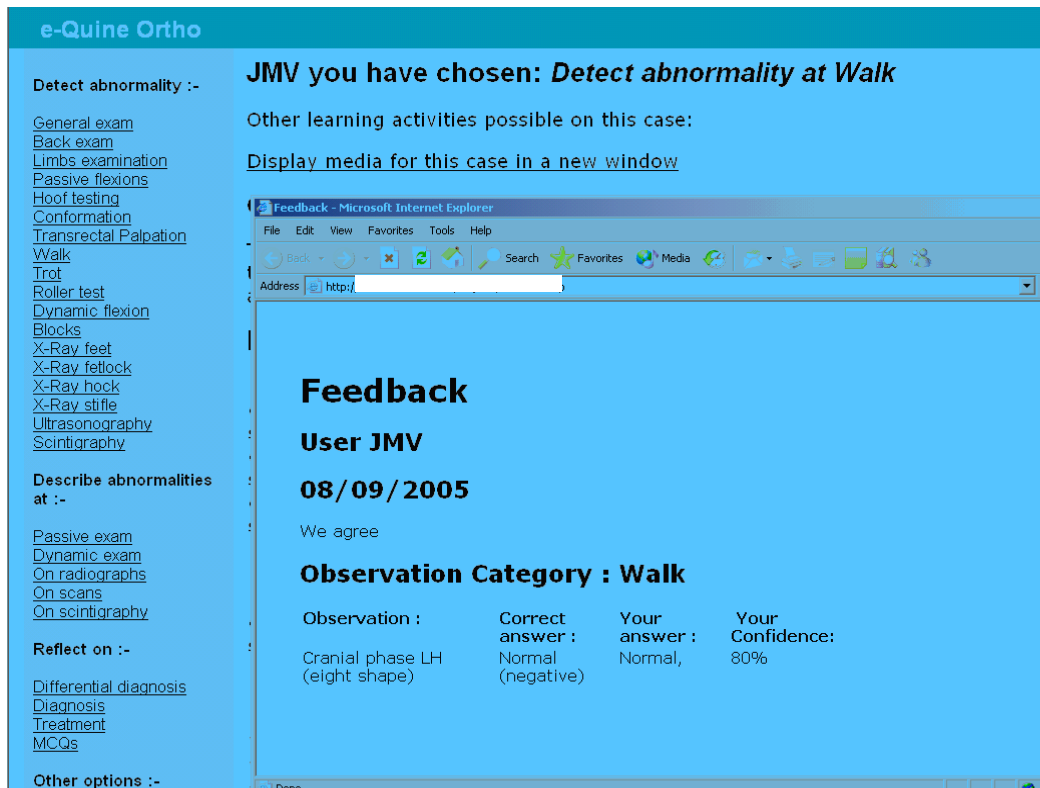 e-Quine Ortho
Detect abnormality :-
General exam
Back exam
Limbs examination
Passive flexions
Hoof testing
Conformation
Transrectal Palpation
Walk
Trot
Roller test
Dynamic flexion
Blocks
X-Ray feet
X-Ray fetlock
X-Ray hock
X-Ray stifle
Ultrasonography
Scintigraphy
Describe abnormalities
at :-
Passive exam
Dynamic exam
On radiographs
On scans
On scintigraphy
Reflect on :-
Differential diagnosis
Diagnosis
Treatment
MCQs
Other options :-
JMV you have chosen: Detect abnormality at Walk
Other learning activities possible on this case:
Display media for this case in a new window
Feedback - Microsoft Internet Explorer
File Edit View Favorites Tools Help
Back Search Favorites Media
Address http:/
Feedback
User JMV
08/09/2005
We agree
Observation Category : Walk
Observation : Correct Your Your
answer : answer : Confidence:
Cranial phase LH Normal Normal, 80%
(eight shape) (negative)
Done